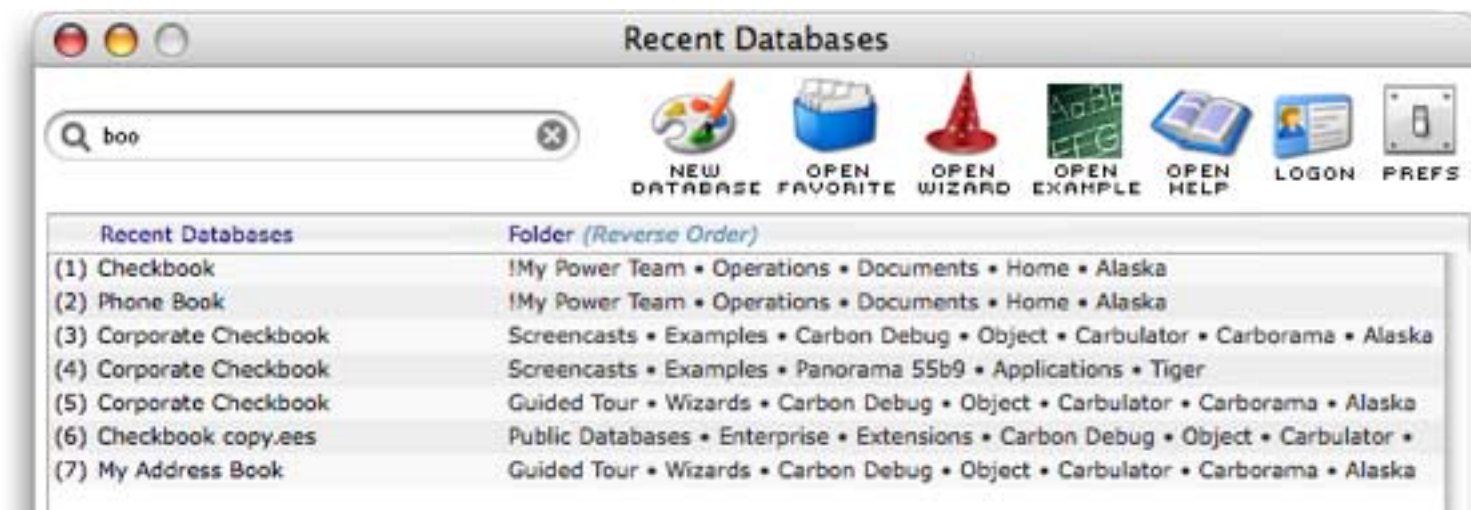 Recent Databases
boo
NEW DATABASE
OPEN FAVORITE
OPEN WIZARD
OPEN EXAMPLE
OPEN HELP
LOGON
PREFS
Recent Databases Folder (Reverse Order)
(1) Checkbook !My Power Team • Operations • Documents • Home • Alaska
(2) Phone Book !My Power Team • Operations • Documents • Home • Alaska
(3) Corporate Checkbook Screencasts • Examples • Carbon Debug • Object • Carbulator • Carborama • Alaska
(4) Corporate Checkbook Screencasts • Examples • Panorama 55b9 • Applications • Tiger
(5) Corporate Checkbook Guided Tour • Wizards • Carbon Debug • Object • Carbulator • Carborama • Alaska
(6) Checkbook copy.ees Public Databases • Enterprise • Extensions • Carbon Debug • Object • Carbulator •
(7) My Address Book Guided Tour • Wizards • Carbon Debug • Object • Carbulator • Carborama • Alaska